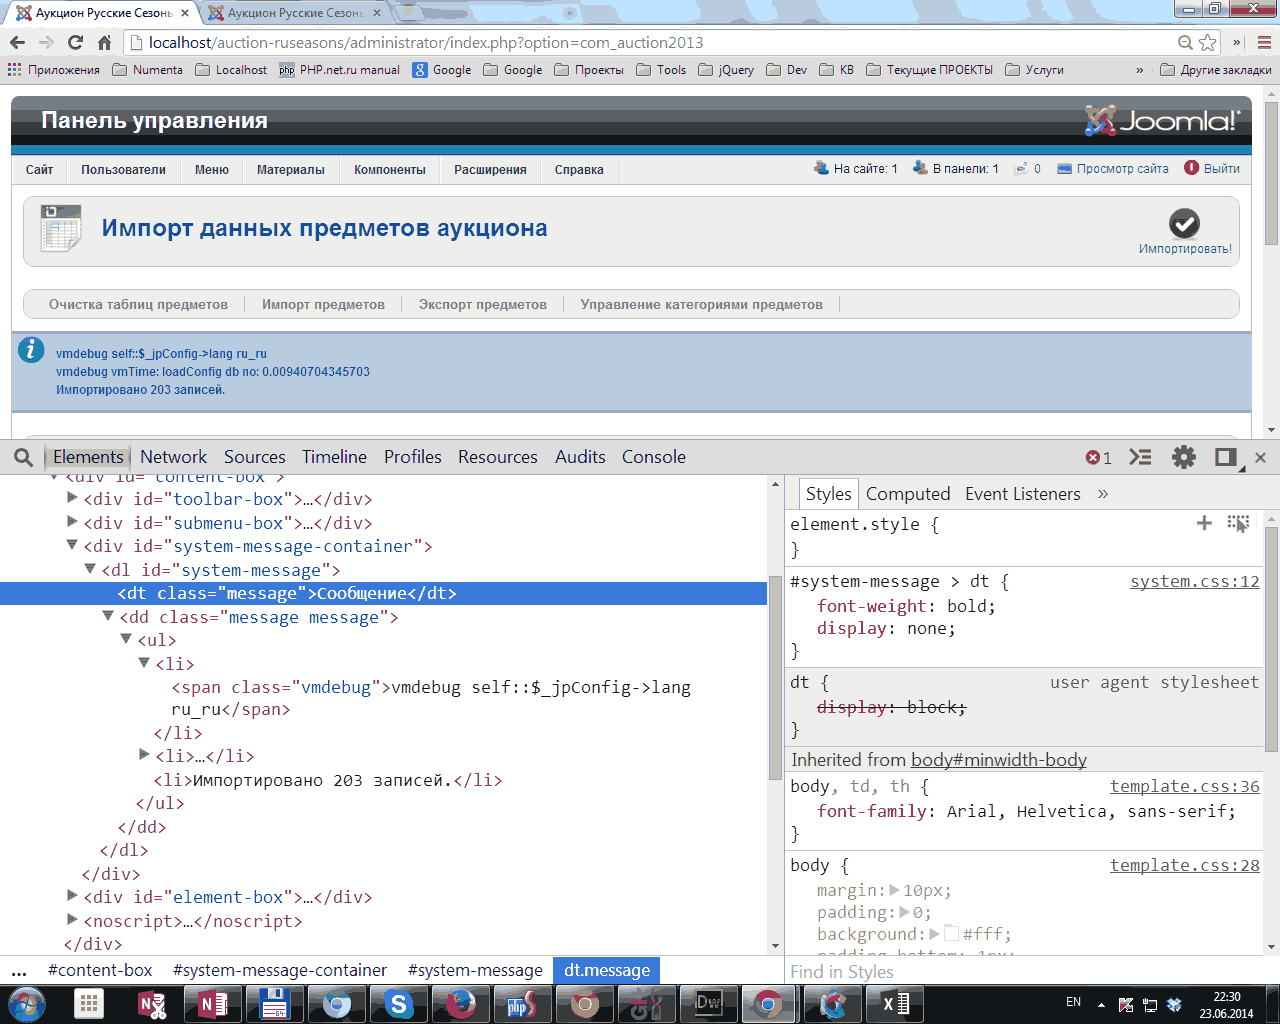 Аукцион Русские Сезонь × Аукцион Русские Сезонь ×
localhost/auction-ruseasons/administrator/index.php?option=com_auction2013
Приложения Numenta Localhost php PHP.net.ru manual Google Google Проекты Tools jQuery Dev КВ Текущие ПРОЕКТЫ Услуги » Другие закладки
Панель управления Joomla!
Сайт Пользователи Меню Материалы Компоненты Расширения Справка На сайте: 1 В панели: 1 0 Просмотр сайта Выйти
Импорт данных предметов аукциона
Импортировать!
Очистка таблиц предметов Импорт предметов Экспорт предметов Управление категориями предметов
vmdebug self::$_jpConfig->lang ru_ru
vmdebug vmTime: loadConfig db no: 0.00940704345703
Импортировано 203 записей.
Elements Network Sources Timeline Profiles Resources Audits Console 1
<div id="content-box">
<div id="toolbar-box">…</div>
<div id="submenu-box">…</div>
<div id="system-message-container">
<dl id="system-message">
<dt class="message">Сообщение</dt>
<dd class="message message">
<ul>
<li>
<span class="vmdebug">vmdebug self::$_jpConfig->lang
ru_ru</span>
</li>
<li>…</li>
<li>Импортировано 203 записей.</li>
</ul>
</dd>
</dl>
</div>
<div id="element-box">…</div>
<noscript>…</noscript>
</div>
... #content-box #system-message-container #system-message dt.message
Styles Computed Event Listeners »
element.style {
}
#system-message > dt { system.css:12
font-weight: bold;
display: none;
}
dt { user agent stylesheet
display: block;
}
Inherited from body#minwidth-body
body, td, th { template.css:36
font-family: Arial, Helvetica, sans-serif;
}
body { template.css:28
margin: 10px;
padding: 0;
background: #fff;
padding-bottom: 1px;
Find in Styles
EN 22:30
23.06.2014